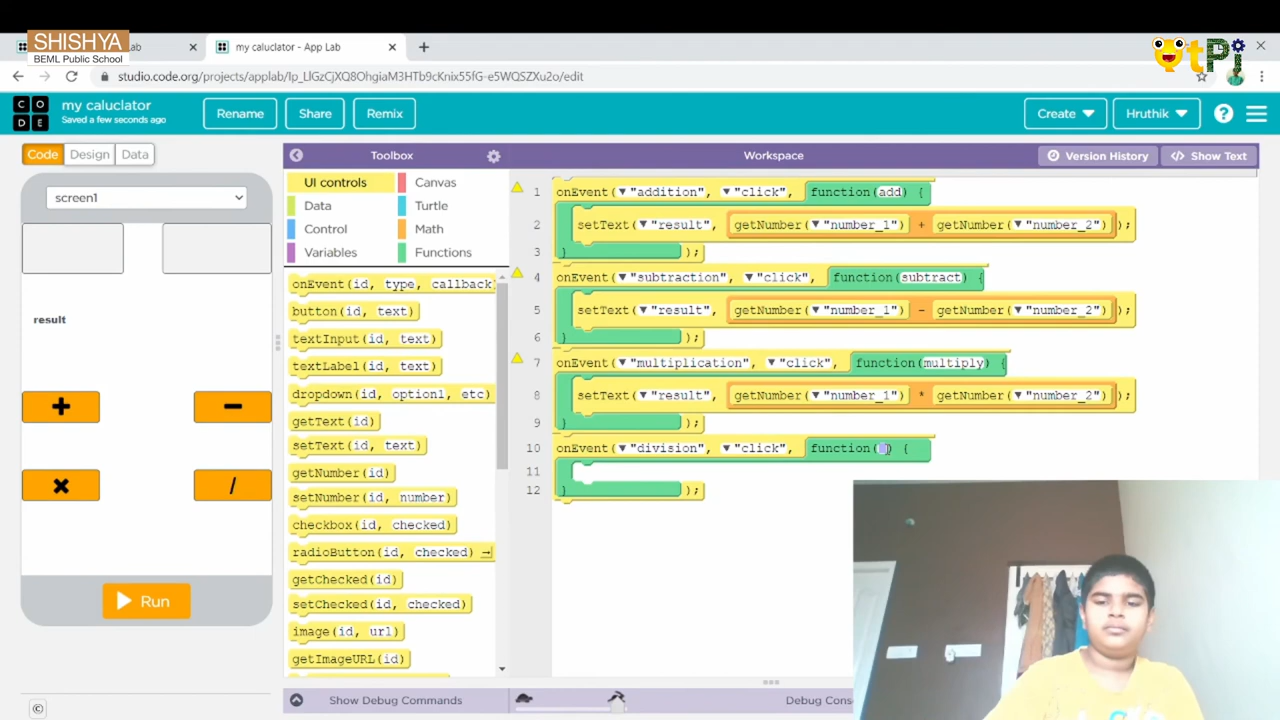 SHISHYA
BEML Public School
ab
my caluclator - App Lab
OtPi
studio.code.org/projects/applab/lp_UGzCjXQ8OhgiaM3HTb9cKnix55fG-e5WQSZXu2o/edit
CODE
my caluclator
Saved a few seconds ago
Rename
Share
Remix
Create
Hruthik
?
Code
Design
Data
Toolbox
Workspace
Version History
Show Text
screen1
result
+
-
×
/
Run
UI controls
Canvas
Data
Turtle
Control
Math
Variables
Functions
onEvent(id, type, callback
button(id, text)
textInput(id, text)
textLabel(id, text)
dropdown(id, option1, etc)
getText(id)
setText(id, text)
getNumber(id)
setNumber(id, number)
checkbox(id, checked)
radioButton(id, checked)
getChecked(id)
setChecked(id, checked)
image(id, url)
getImageURL(id)
1 onEvent("addition", "click", function(add) {
2 setText("result", getNumber("number_1") + getNumber("number_2"));
3 });
4 onEvent("subtraction", "click", function(subtract) {
5 setText("result", getNumber("number_1") - getNumber("number_2"));
6 });
7 onEvent("multiplication", "click", function(multiply) {
8 setText("result", getNumber("number_1") * getNumber("number_2"));
9 });
10 onEvent("division", "click", function( ) {
11
12 });
©
Show Debug Commands
Debug Cons